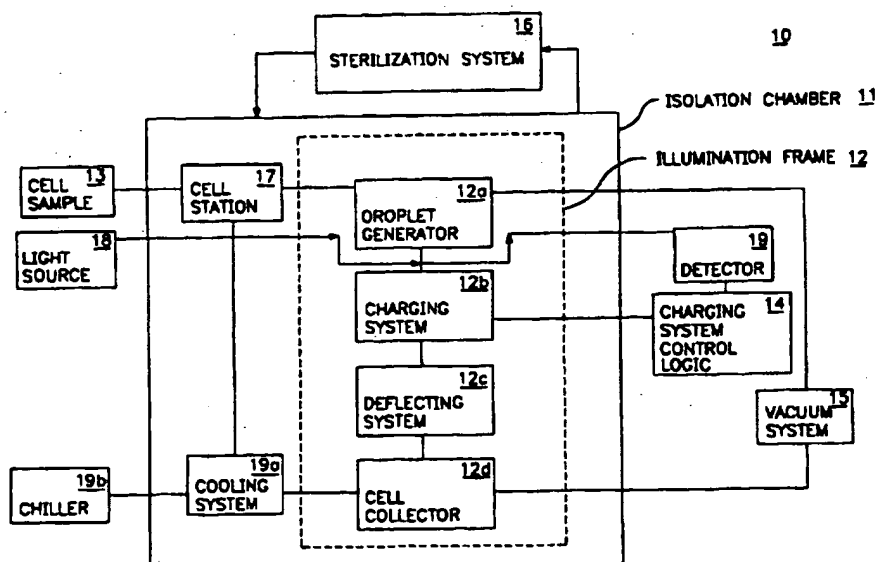 16
STERILIZATION SYSTEM
10
ISOLATION CHAMBER 11
ILLUMINATION FRAME 12
13
CELL
SAMPLE
17
CELL
STATION
12a
DROPLET
GENERATOR
18
LIGHT
SOURCE
19
DETECTOR
12b
CHARGING
SYSTEM
14
CHARGING
SYSTEM
CONTROL
LOGIC
12c
DEFLECTING
SYSTEM
15
VACUUM
SYSTEM
19b
CHILLER
19a
COOLING
SYSTEM
12d
CELL
COLLECTOR